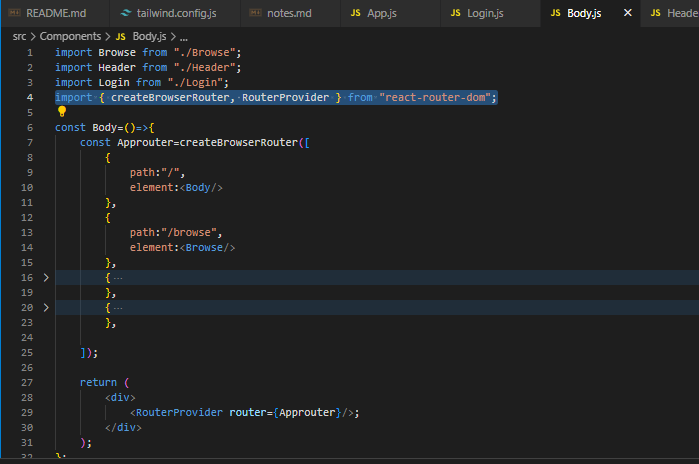 README.md tailwind.config.js notes.md JS App.js JS Login.js JS Body.js × JS Heade
src > Components > JS Body.js > ...
1 import Browse from "./Browse";
2 import Header from "./Header";
3 import Login from "./Login";
4 import { createBrowserRouter, RouterProvider } from "react-router-dom";
5
6 const Body=()=>{
7 const Approuter=createBrowserRouter([
8 {
9 path:"/",
10 element:<Body/>
11 },
12 {
13 path:"/browse",
14 element:<Browse/>
15 },
16 > { ...
19 },
20 > { ...
23 },
24
25 ]);
26
27 return (
28 <div>
29 <RouterProvider router={Approuter}/>;
30 </div>
31 );
32 };